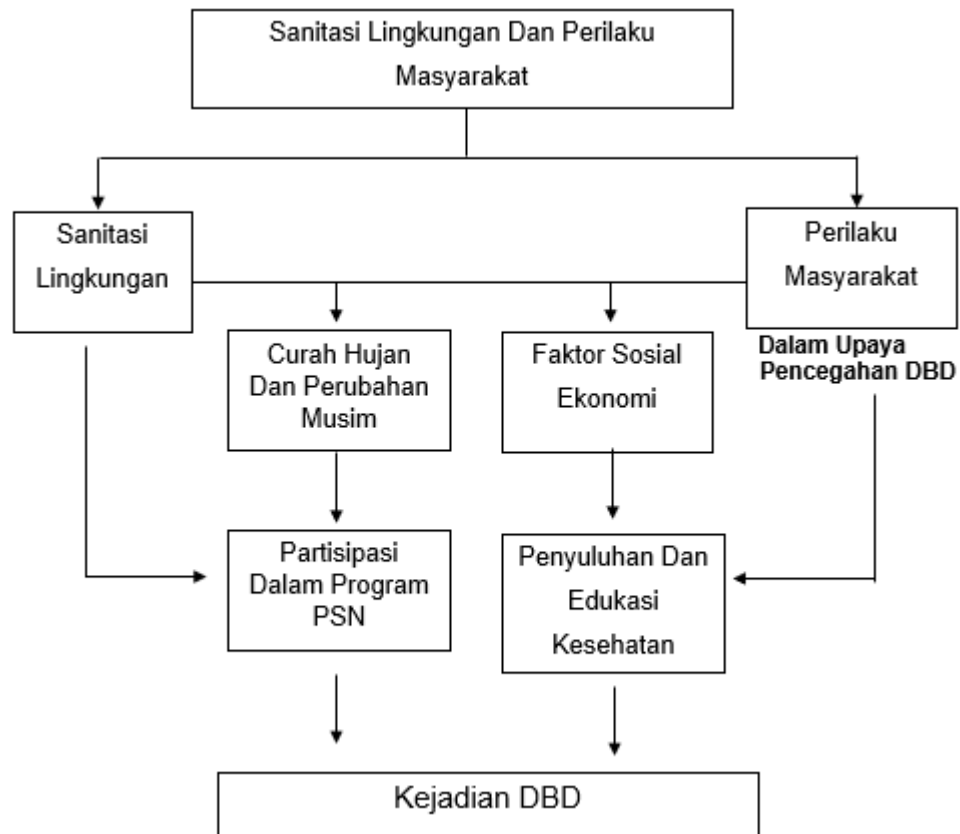 Sanitasi Lingkungan Dan Perilaku
Masyarakat
Sanitasi
Lingkungan
Perilaku
Masyarakat
Dalam Upaya
Pencegahan DBD
Curah Hujan
Dan Perubahan
Musim
Faktor Sosial
Ekonomi
Partisipasi
Dalam Program
PSN
Penyuluhan Dan
Edukasi
Kesehatan
Kejadian DBD